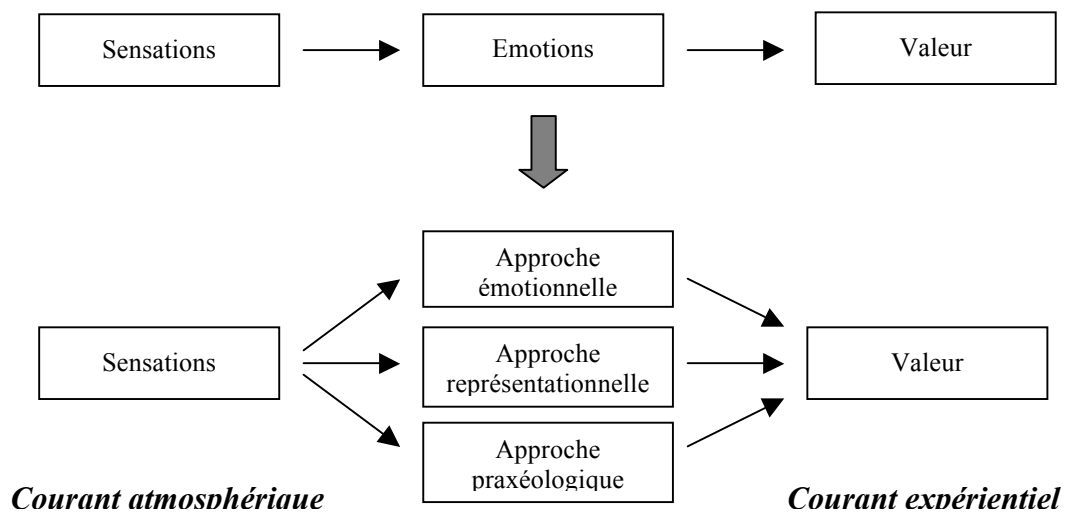 Sensations
Emotions
Valeur
Approche
émotionnelle
Sensations
Approche
représentationnelle
Valeur
Approche
praxéologique
Courant atmosphérique
Courant expérientiel